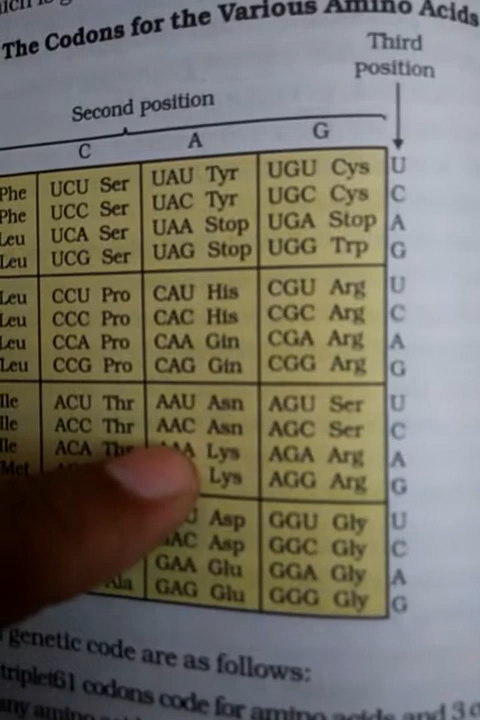 The Codons for the Various Amino Acids
Third
position
Second position
C A G
Phe UCU Ser UAU Tyr UGU Cys U
Phe UCC Ser UAC Tyr UGC Cys C
Leu UCA Ser UAA Stop UGA Stop A
Leu UCG Ser UAG Stop UGG Trp G
Leu CCU Pro CAU His CGU Arg U
Leu CCC Pro CAC His CGC Arg C
Leu CCA Pro CAA Gin CGA Arg A
Leu CCG Pro CAG Gin CGG Arg G
Ile ACU Thr AAU Asn AGU Ser U
Ile ACC Thr AAC Asn AGC Ser C
Ile ACA Thr Lys AGA Arg A
Met Lys AGG Arg G
Asp GGU Gly U
Asp GGC Gly C
GAA Glu GGA Gly A
Ala GAG Glu GGG Gly G
genetic code are as follows:
triplet61 codons code for amino acids and 3